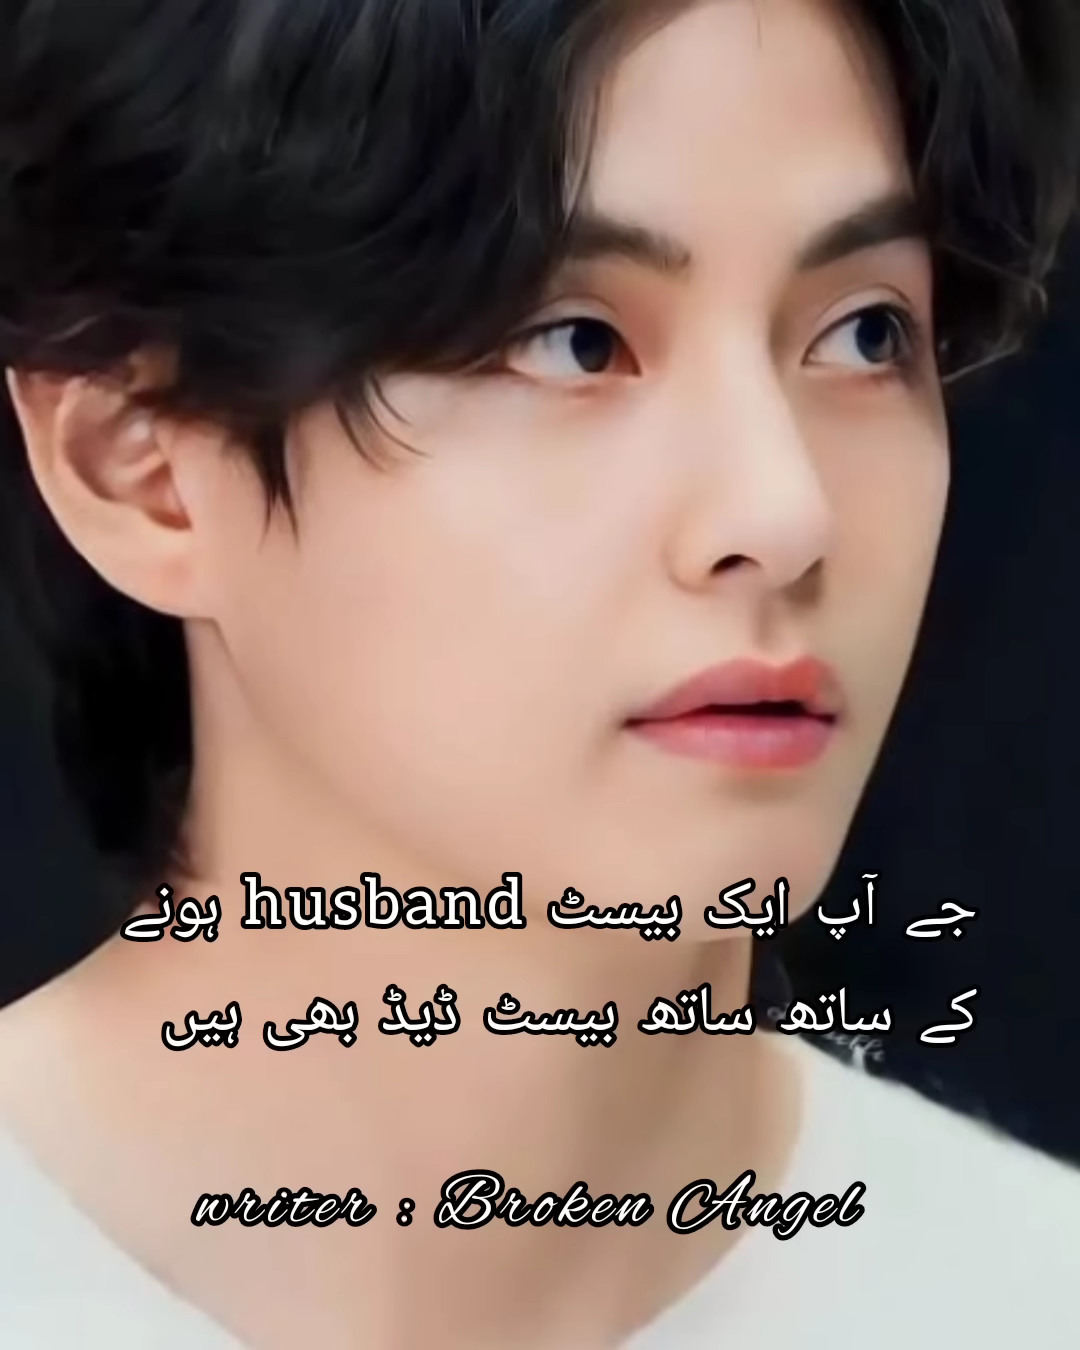 جے آپ ایک بیسٹ husband ہونے
کے ساتھ ساتھ بیسٹ ڈیڈ بھی ہیں
writer : Broken Angel